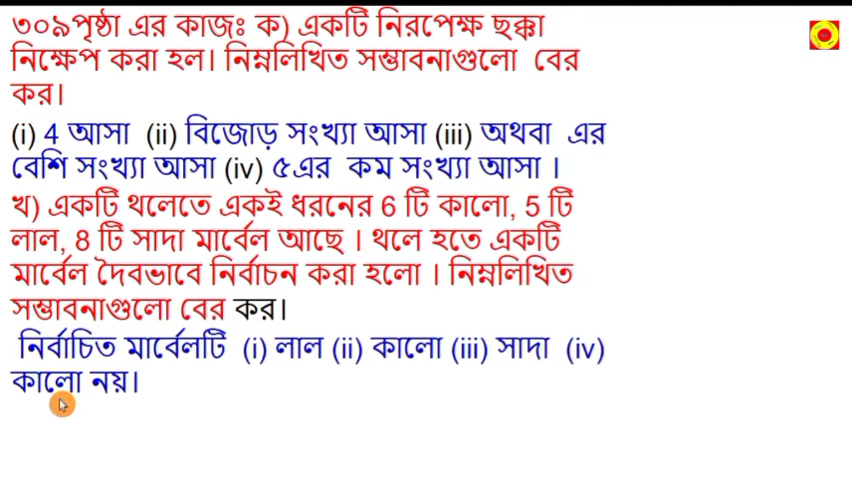 ৩০৯পৃষ্ঠা এর কাজঃ ক) একটি নিরপেক্ষ ছক্কা
নিক্ষেপ করা হল। নিম্নলিখিত সম্ভাবনাগুলো বের
কর।
(i) 4 আসা (ii) বিজোড় সংখ্যা আসা (iii) অথবা এর
বেশি সংখ্যা আসা (iv) ৫এর কম সংখ্যা আসা ।
খ) একটি থলেতে একই ধরনের 6 টি কালো, 5 টি
লাল, 8 টি সাদা মার্বেল আছে । থলে হতে একটি
মার্বেল দৈবভাবে নির্বাচন করা হলো । নিম্নলিখিত
সম্ভাবনাগুলো বের কর।
নির্বাচিত মার্বেলটি (i) লাল (ii) কালো (iii) সাদা (iv)
কালো নয়।